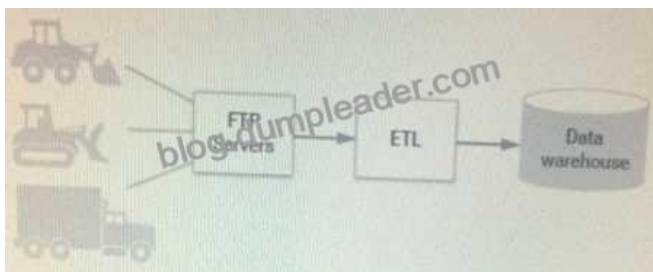 FTP
Servers
ETL
Data
warehouse
blog.dumpleader.com